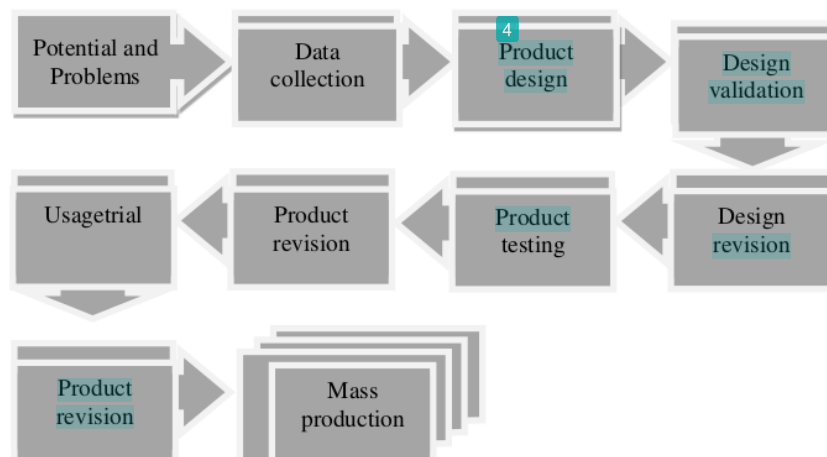 Potential and
Problems
Data
collection
4
Product
design
Design
validation
Usagetrial
Product
revision
Product
testing
Design
revision
Product
revision
Mass
production